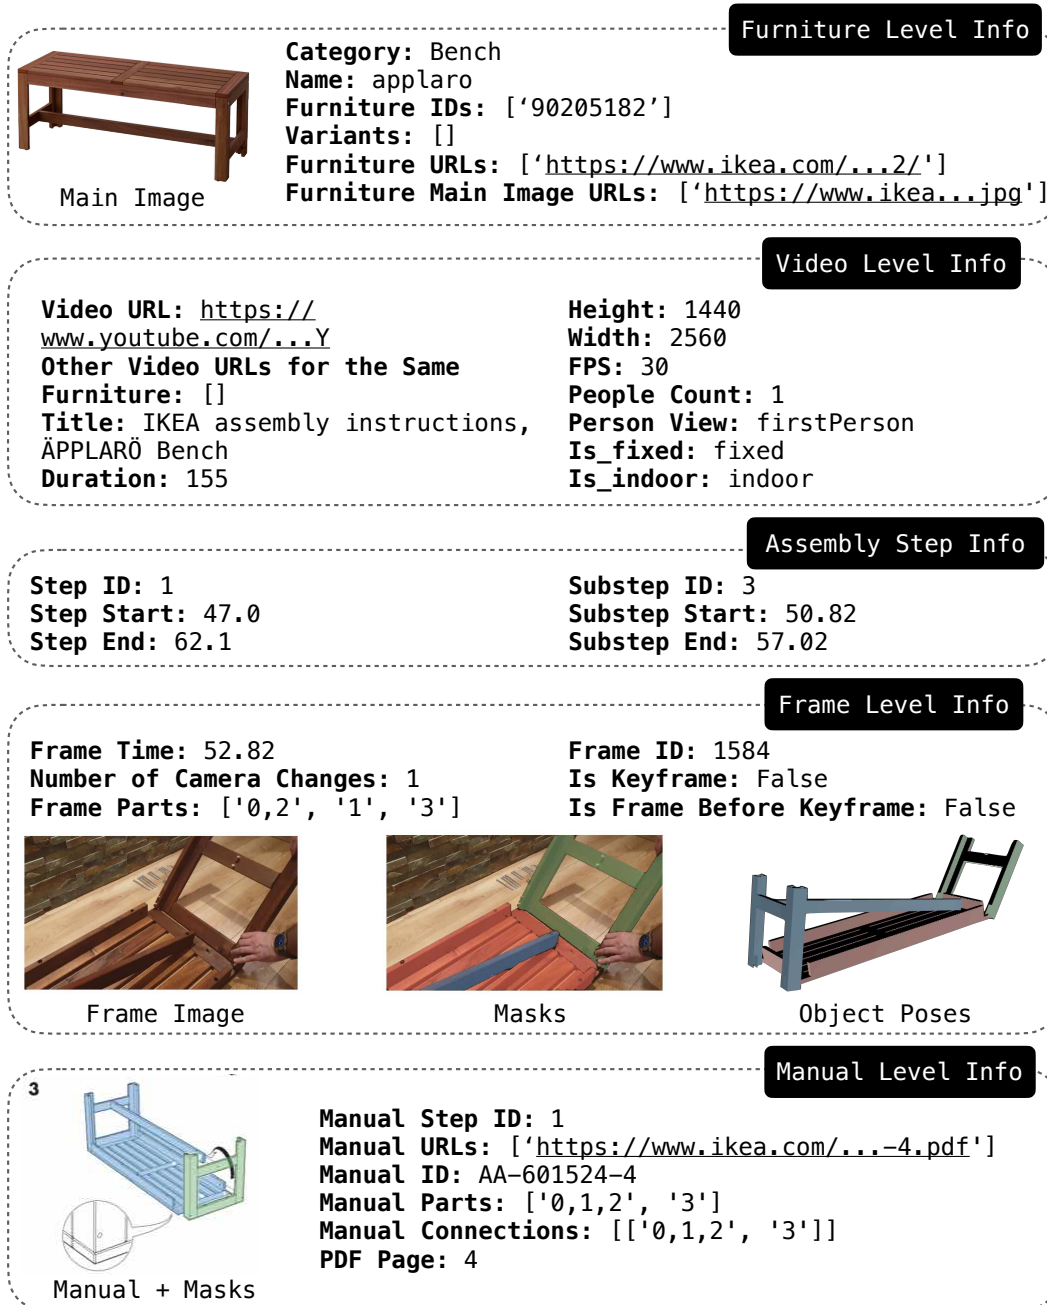 Furniture Level Info
Category: Bench
Name: applaro
Furniture IDs: [‘90205182’]
Variants: []
Furniture URLs: [‘https://www.ikea.com/...2/']
Furniture Main Image URLs: [‘https://www.ikea...jpg']
Main Image
Video Level Info
Video URL: https://
www.youtube.com/...Y
Other Video URLs for the Same
Furniture: []
Title: IKEA assembly instructions,
ÄPPLARÖ Bench
Duration: 155
Height: 1440
Width: 2560
FPS: 30
People Count: 1
Person View: firstPerson
Is_fixed: fixed
Is_indoor: indoor
Assembly Step Info
Step ID: 1
Step Start: 47.0
Step End: 62.1
Substep ID: 3
Substep Start: 50.82
Substep End: 57.02
Frame Level Info
Frame Time: 52.82
Number of Camera Changes: 1
Frame Parts: ['0,2', '1', '3']
Frame ID: 1584
Is Keyframe: False
Is Frame Before Keyframe: False
Frame Image
Masks
Object Poses
Manual Level Info
3
Manual + Masks
Manual Step ID: 1
Manual URLs: [‘https://www.ikea.com/...-4.pdf']
Manual ID: AA-601524-4
Manual Parts: ['0,1,2', '3']
Manual Connections: [['0,1,2', '3']]
PDF Page: 4